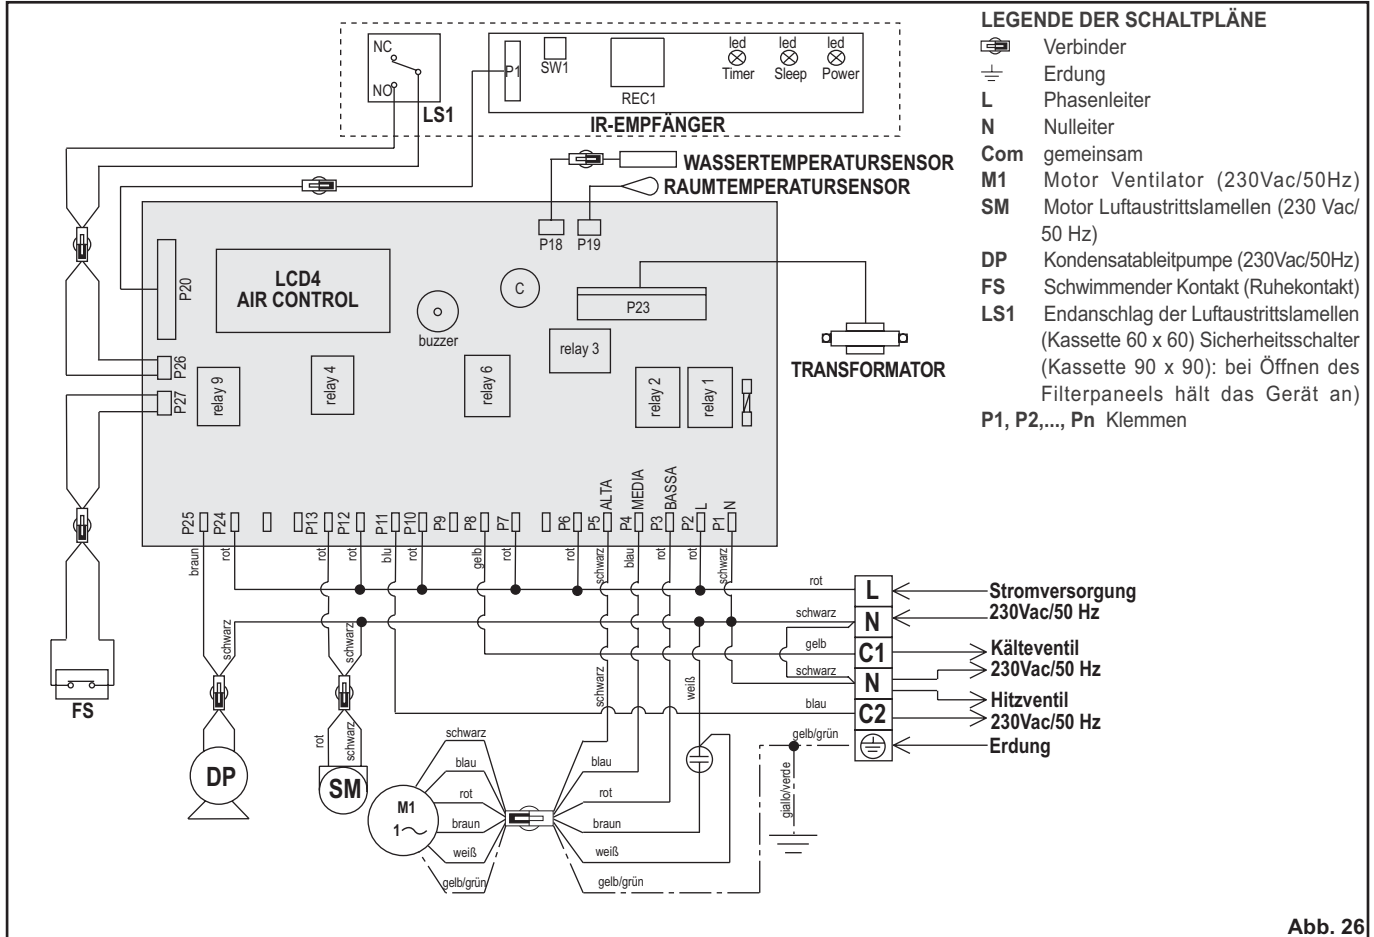 LEGENDE DER SCHALTPLÄNE
Verbinder
Erdung
L Phasenleiter
N Nulleiter
Com gemeinsam
M1 Motor Ventilator (230Vac/50Hz)
SM Motor Luftaustrittslamellen (230 Vac/
50 Hz)
DP Kondensatableitpumpe (230Vac/50Hz)
FS Schwimmender Kontakt (Ruhekontakt)
LS1 Endanschlag der Luftaustrittslamellen
(Kassette 60 x 60) Sicherheitsschalter
(Kassette 90 x 90): bei Öffnen des
Filterpaneels hält das Gerät an)
P1, P2,..., Pn Klemmen
NC
NO
LS1
P1
SW1
REC1
led
Timer
led
Sleep
led
Power
IR-EMPFÄNGER
WASSERTEMPERATURSENSOR
RAUMTEMPERATURSENSOR
P18
P19
P20
LCD4
AIR CONTROL
buzzer
C
P23
TRANSFORMATOR
P26
P27
relay 9
relay 4
relay 6
relay 3
relay 2
relay 1
P25
P24
P13
P12
P11
P10
P9
P8
P7
P6
P5
ALTA
P4
MEDIA
P3
BASSA
P2
L
P1
N
braun
rot
rot
rot
blu
rot
gelb
rot
rot
schwarz
blau
rot
rot
schwarz
rot
L
Stromversorgung
230Vac/50 Hz
schwarz
N
gelb
C1
Kälteventil
230Vac/50 Hz
schwarz
N
Hitzventil
230Vac/50 Hz
blau
C2
gelb/grün
Erdung
schwarz
schwarz
schwarz
weiß
FS
DP
rot
schwarz
SM
M1
1~
schwarz
blau
rot
braun
weiß
gelb/grün
blau
rot
braun
weiß
gelb/grün
giallo/verde
Abb. 26